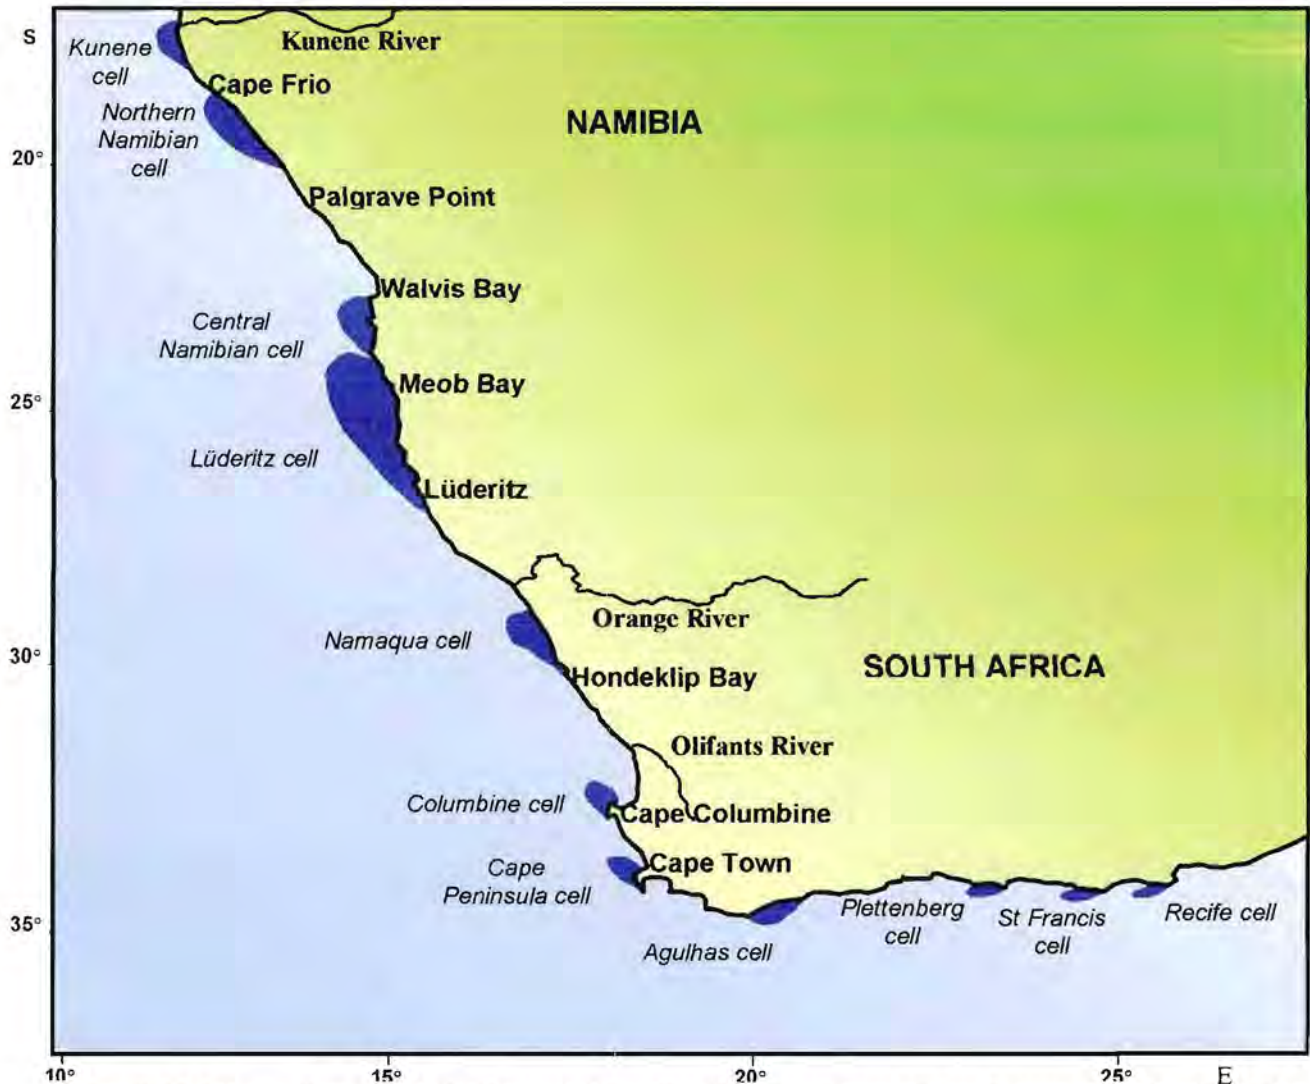 S
Kunene River
Kunene
cell
Cape Frio
Northern
Namibian
cell
NAMIBIA
20°
Palgrave Point
Walvis Bay
Central
Namibian cell
Meob Bay
25°
Lüderitz cell
Lüderitz
Orange River
Namaqua cell
30°
SOUTH AFRICA
Hondeklip Bay
Olifants River
Columbine cell
Cape Columbine
Cape Town
Cape
Peninsula cell
Plettenberg
cell
St Francis
cell
Recife cell
35°
Agulhas cell
10°
15°
20°
25°
E